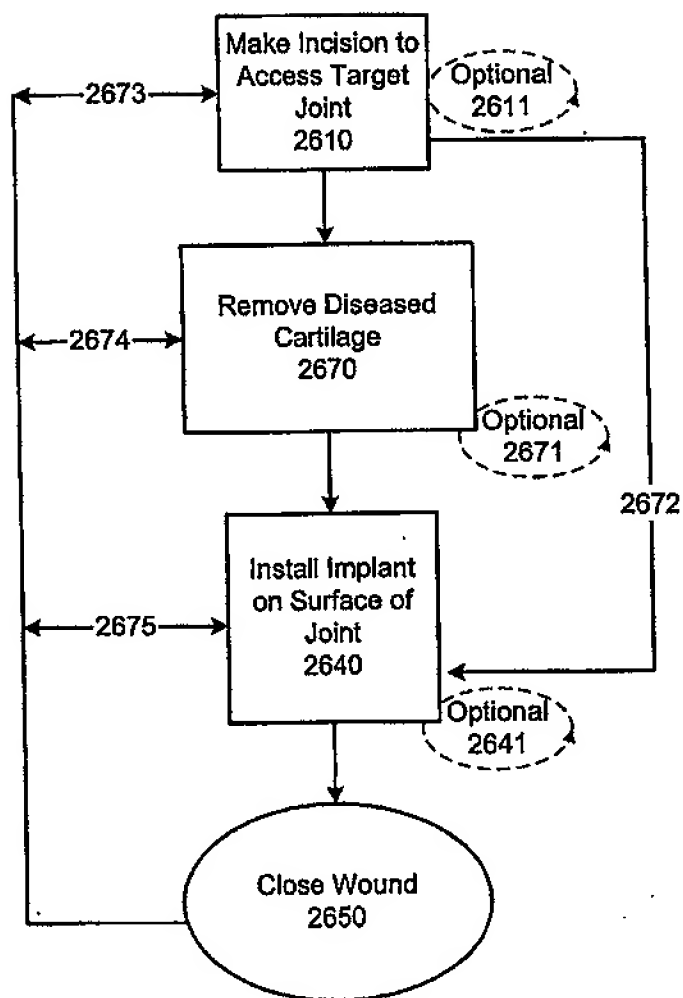 Make Incision to
Access Target
Joint
2610
Optional
2611
2673
Remove Diseased
Cartilage
2670
2674
Optional
2671
2672
Install Implant
on Surface of
Joint
2640
2675
Optional
2641
Close Wound
2650